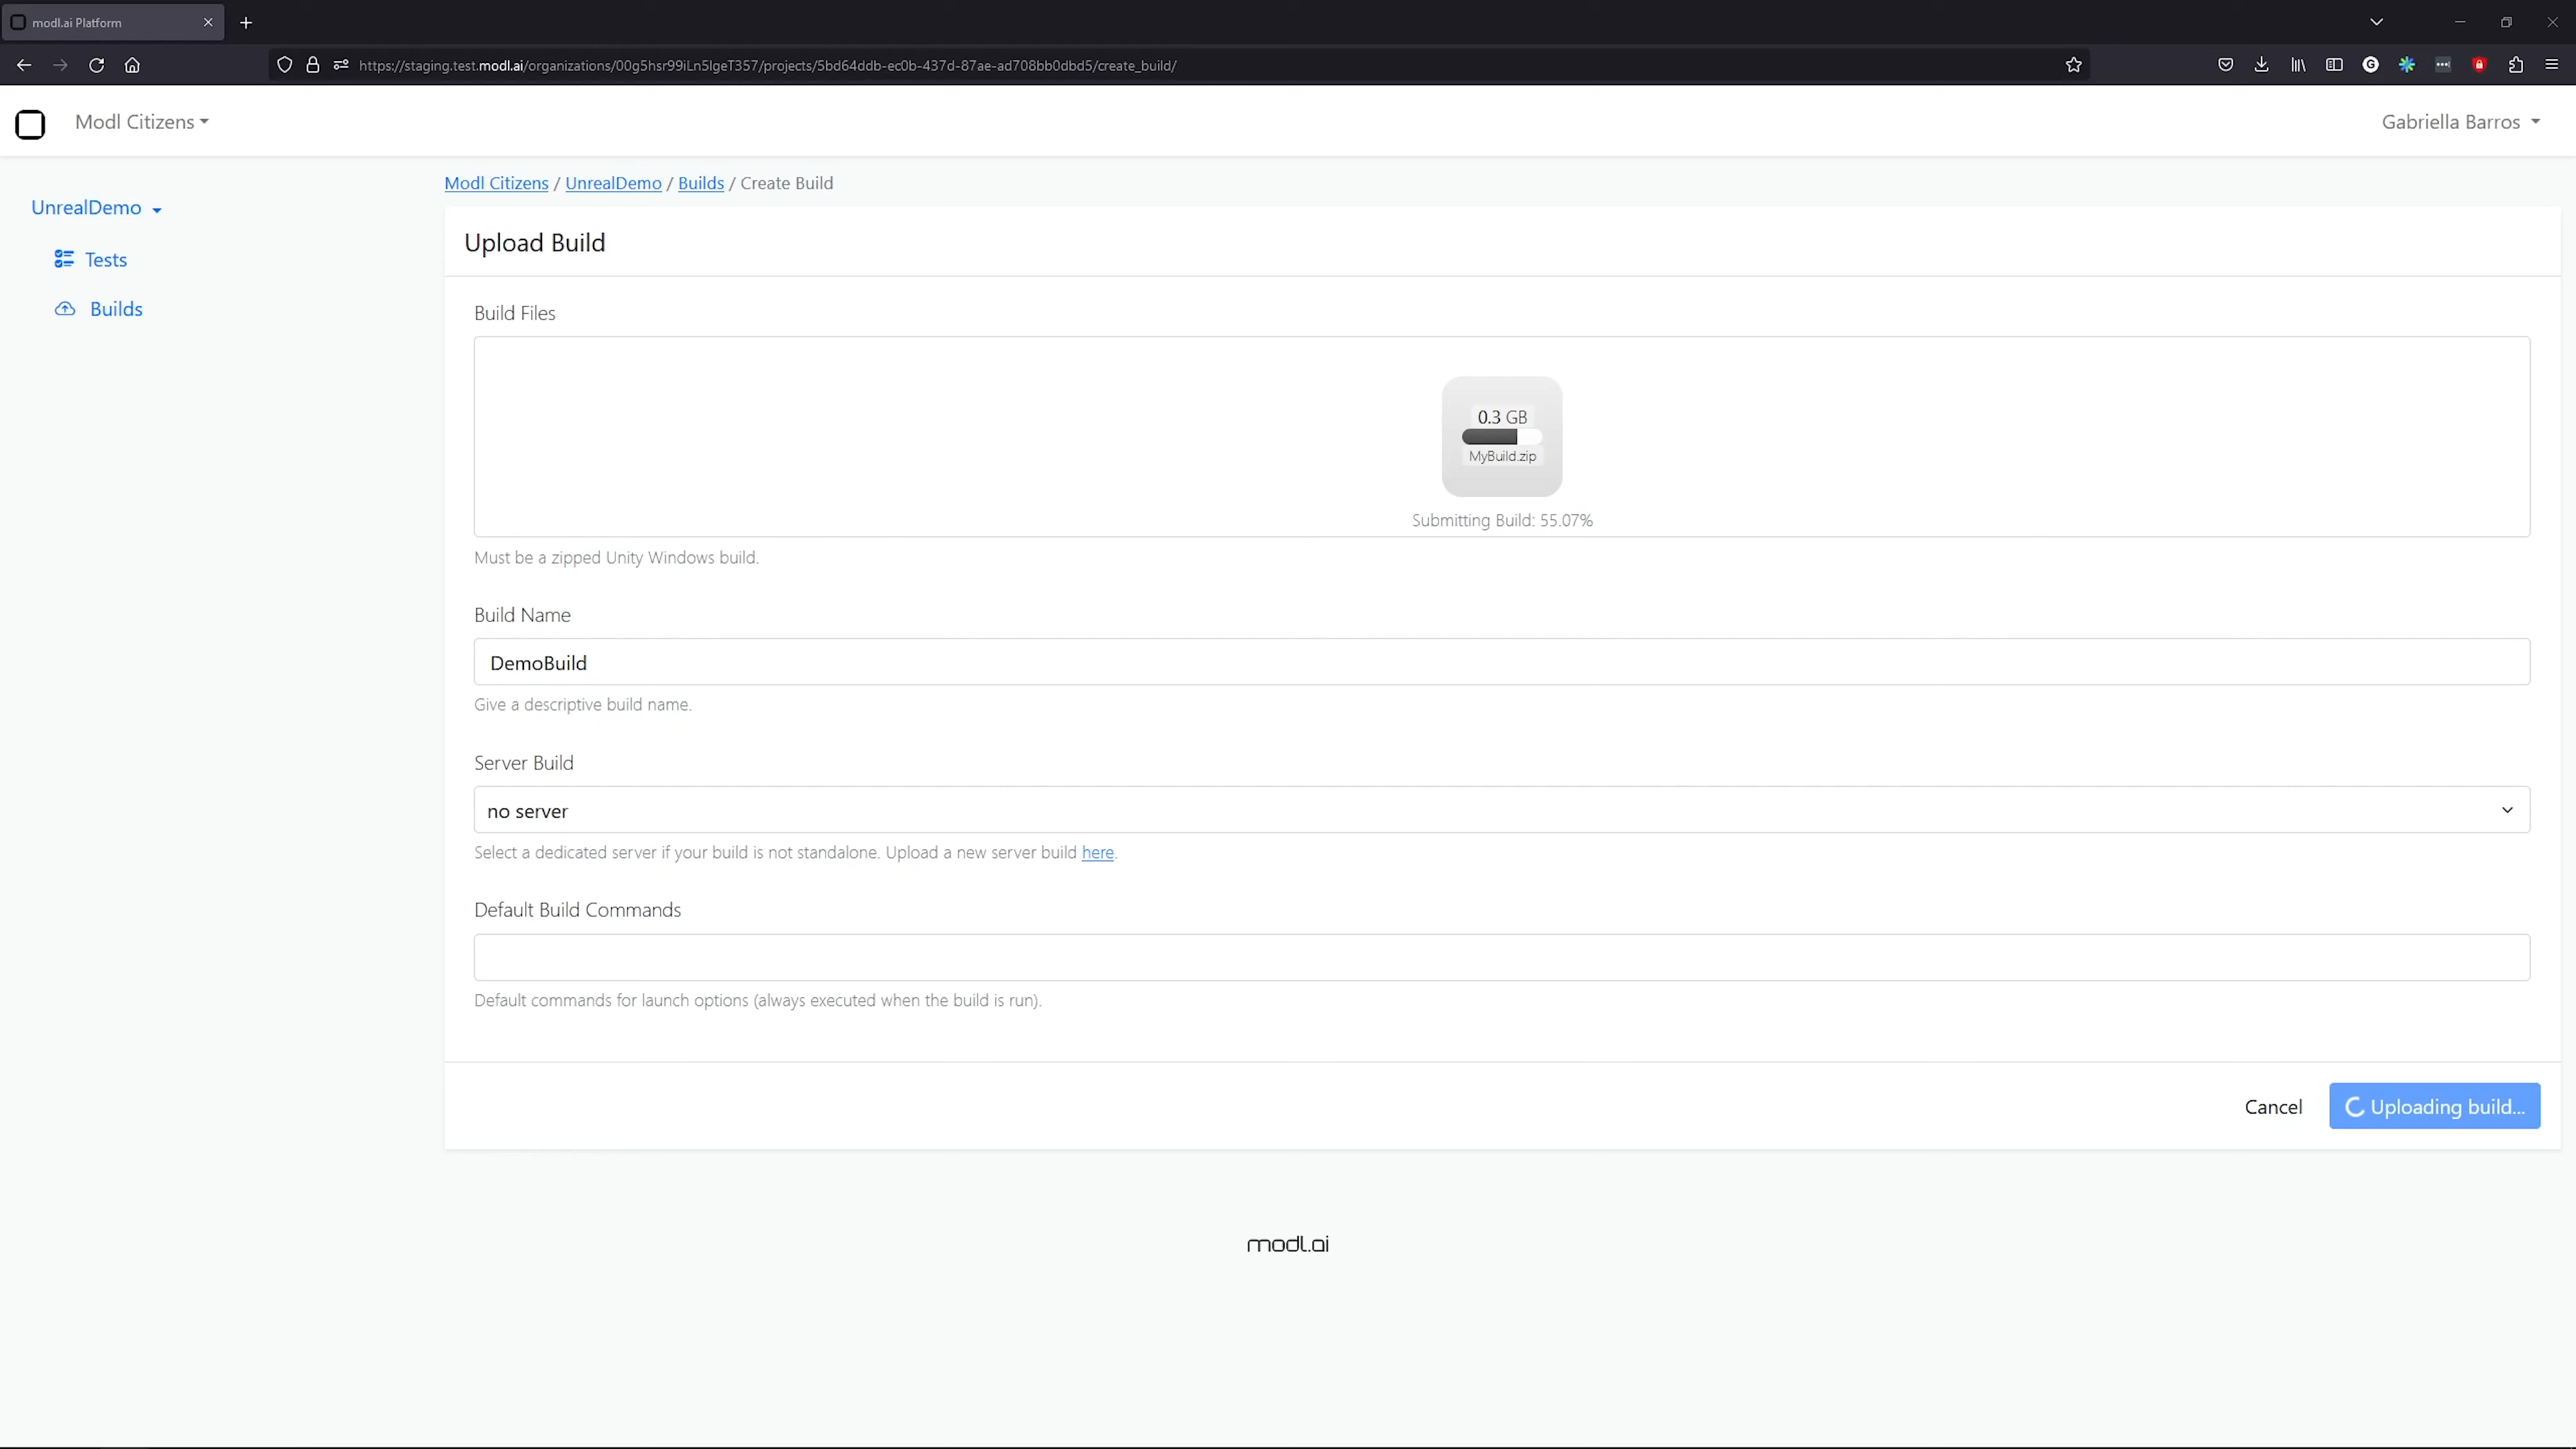 modl.ai Platform
https://staging.test.modl.ai/organizations/00g5hsr99iLn5IgeT357/projects/5bd64ddb-ec0b-437d-87ae-ad708bb0dbd5/create_build/
Modl Citizens
Gabriella Barros
Modl Citizens / UnrealDemo / Builds / Create Build
UnrealDemo
Tests
Builds
Upload Build
Build Files
0.3 GB
MyBuild.zip
Submitting Build: 55.07%
Must be a zipped Unity Windows build.
Build Name
DemoBuild
Give a descriptive build name.
Server Build
no server
Select a dedicated server if your build is not standalone. Upload a new server build here.
Default Build Commands
Default commands for launch options (always executed when the build is run).
Cancel
Uploading build...
modl.ai